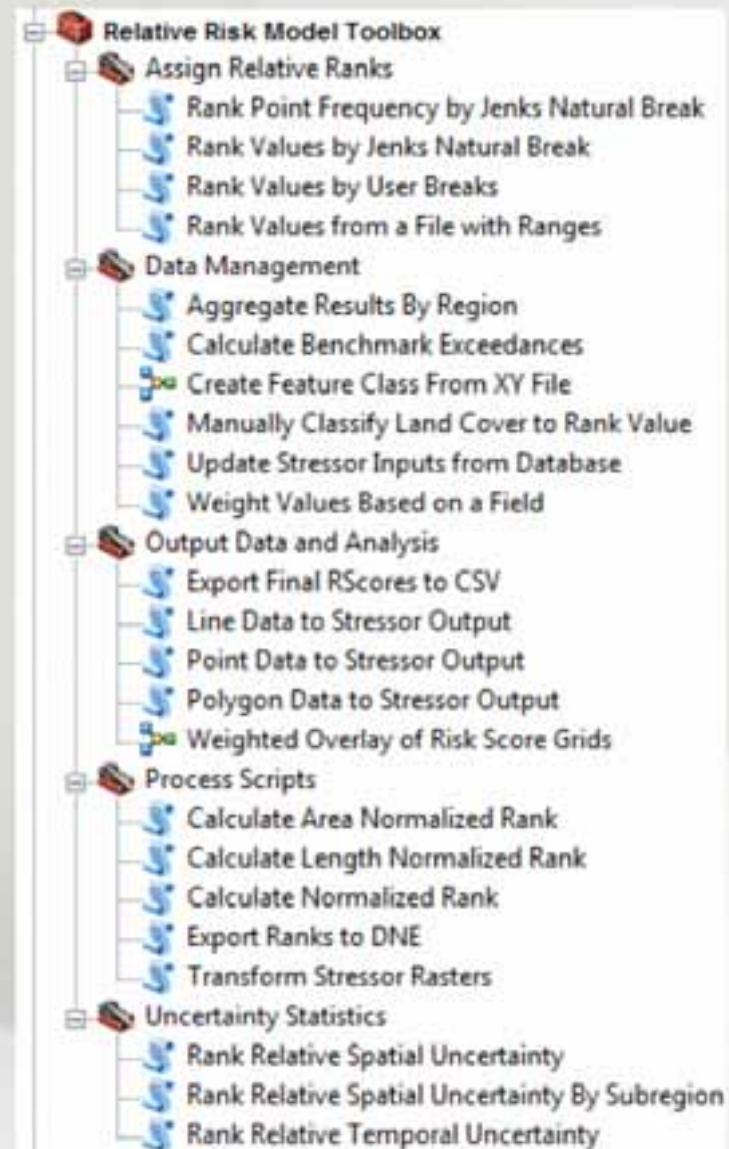 Relative Risk Model Toolbox
Assign Relative Ranks
Rank Point Frequency by Jenks Natural Break
Rank Values by Jenks Natural Break
Rank Values by User Breaks
Rank Values from a File with Ranges
Data Management
Aggregate Results By Region
Calculate Benchmark Exceedances
Create Feature Class From XY File
Manually Classify Land Cover to Rank Value
Update Stressor Inputs from Database
Weight Values Based on a Field
Output Data and Analysis
Export Final RScores to CSV
Line Data to Stressor Output
Point Data to Stressor Output
Polygon Data to Stressor Output
Weighted Overlay of Risk Score Grids
Process Scripts
Calculate Area Normalized Rank
Calculate Length Normalized Rank
Calculate Normalized Rank
Export Ranks to DNE
Transform Stressor Rasters
Uncertainty Statistics
Rank Relative Spatial Uncertainty
Rank Relative Spatial Uncertainty By Subregion
Rank Relative Temporal Uncertainty